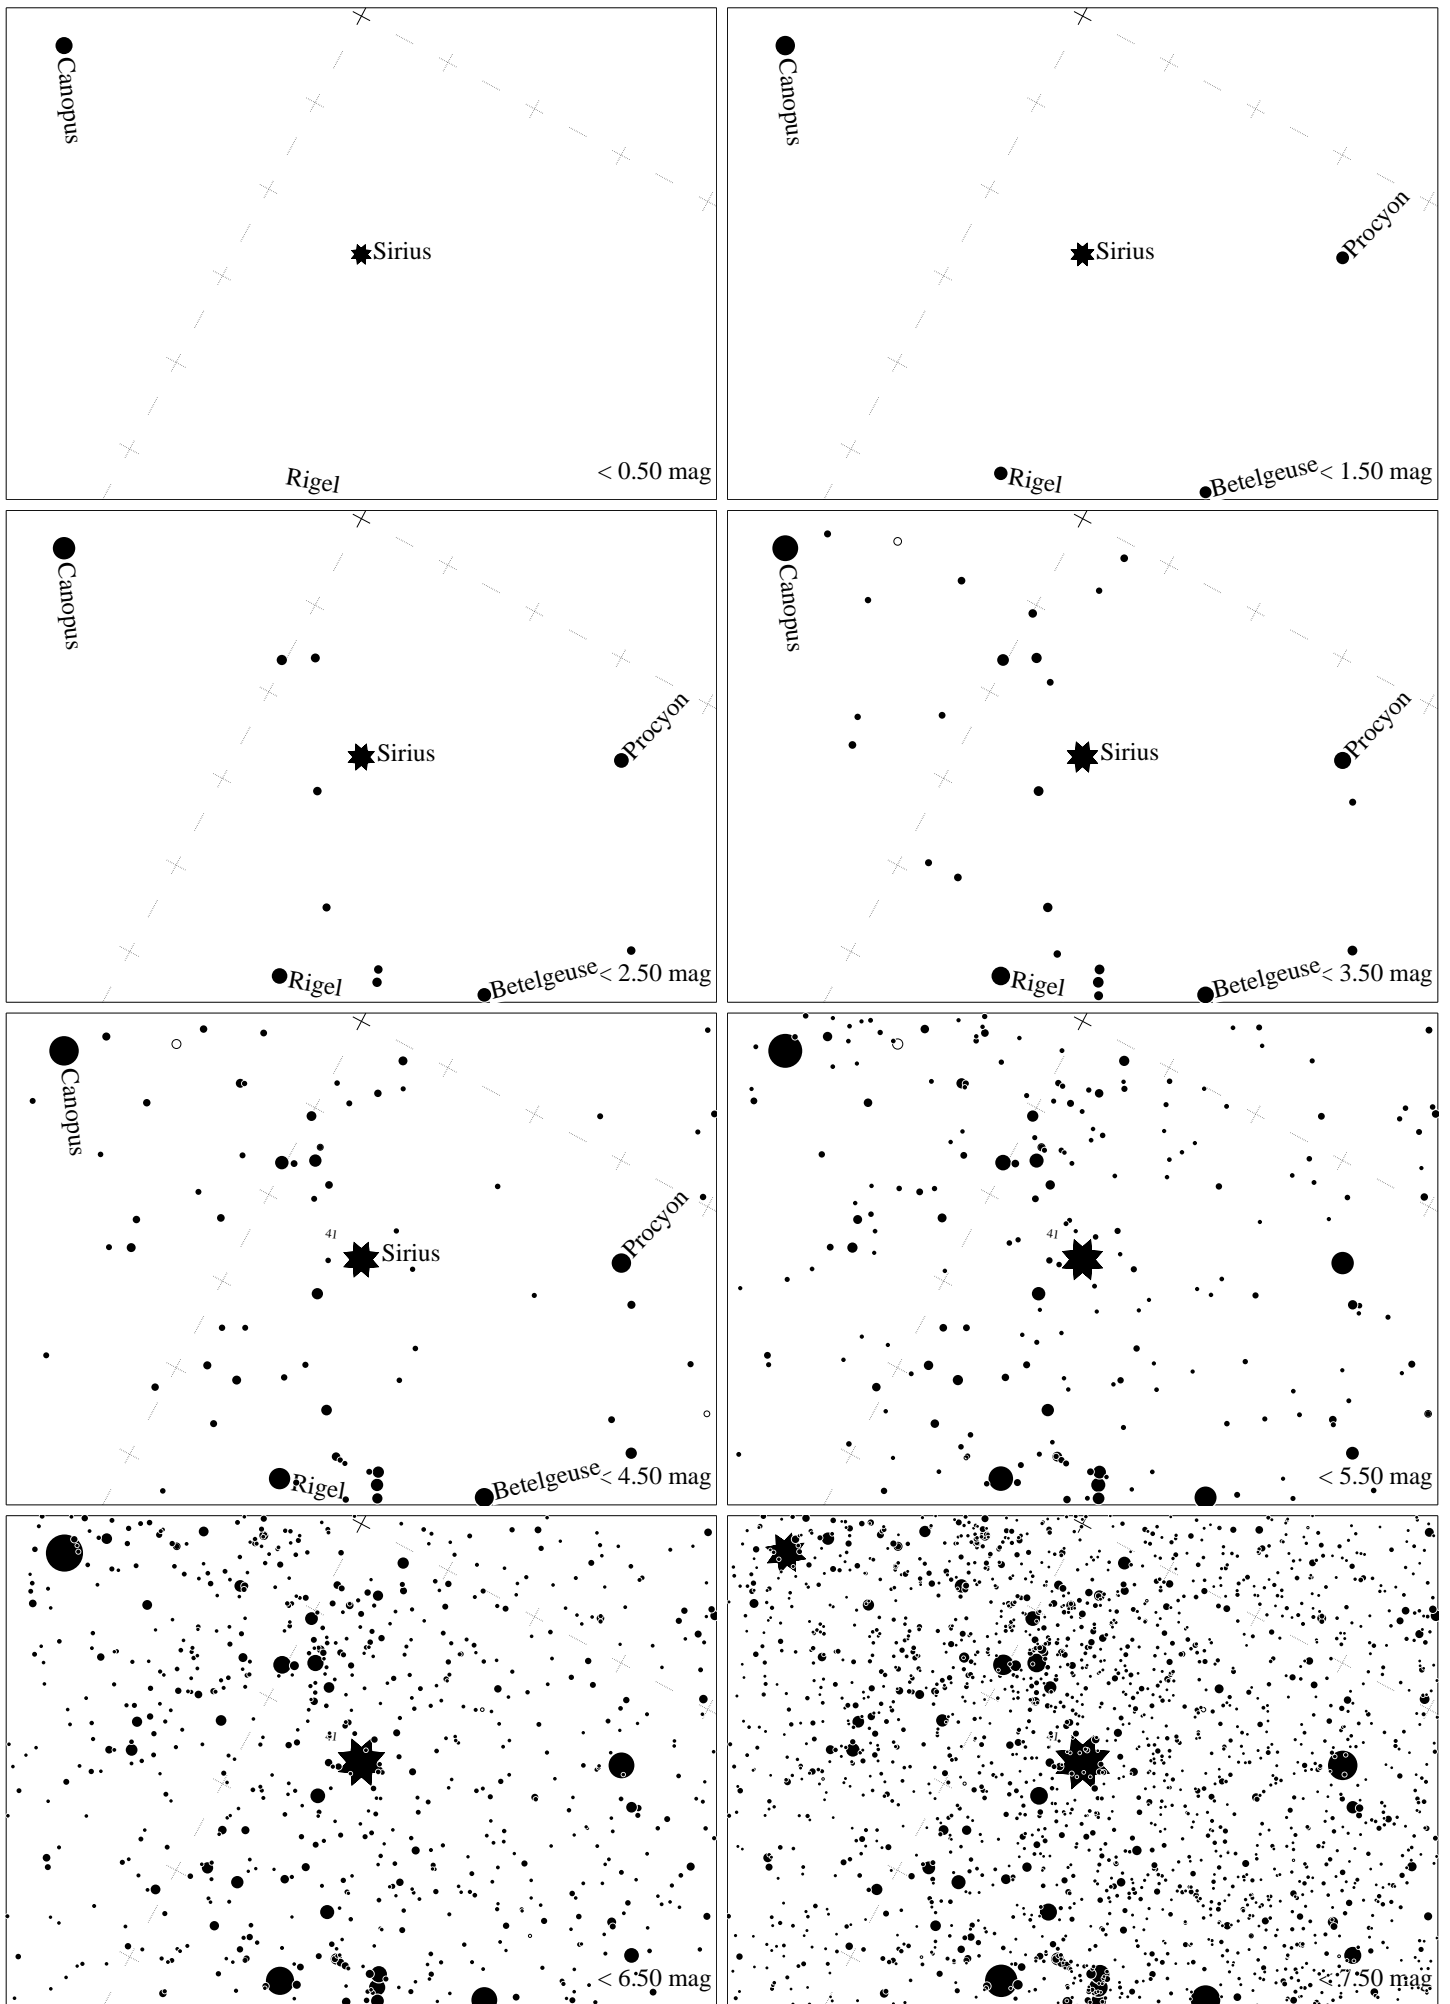 Canopus
Sirius
Rigel
< 0.50 mag
Canopus
Procyon
Sirius
Rigel
Betelgeuse
< 1.50 mag
Canopus
Procyon
Sirius
Rigel
Betelgeuse
< 2.50 mag
Canopus
Procyon
Sirius
Rigel
Betelgeuse
< 3.50 mag
Canopus
Procyon
41
Sirius
Rigel
Betelgeuse
< 4.50 mag
41
< 5.50 mag
41
< 6.50 mag
41
< 7.50 mag